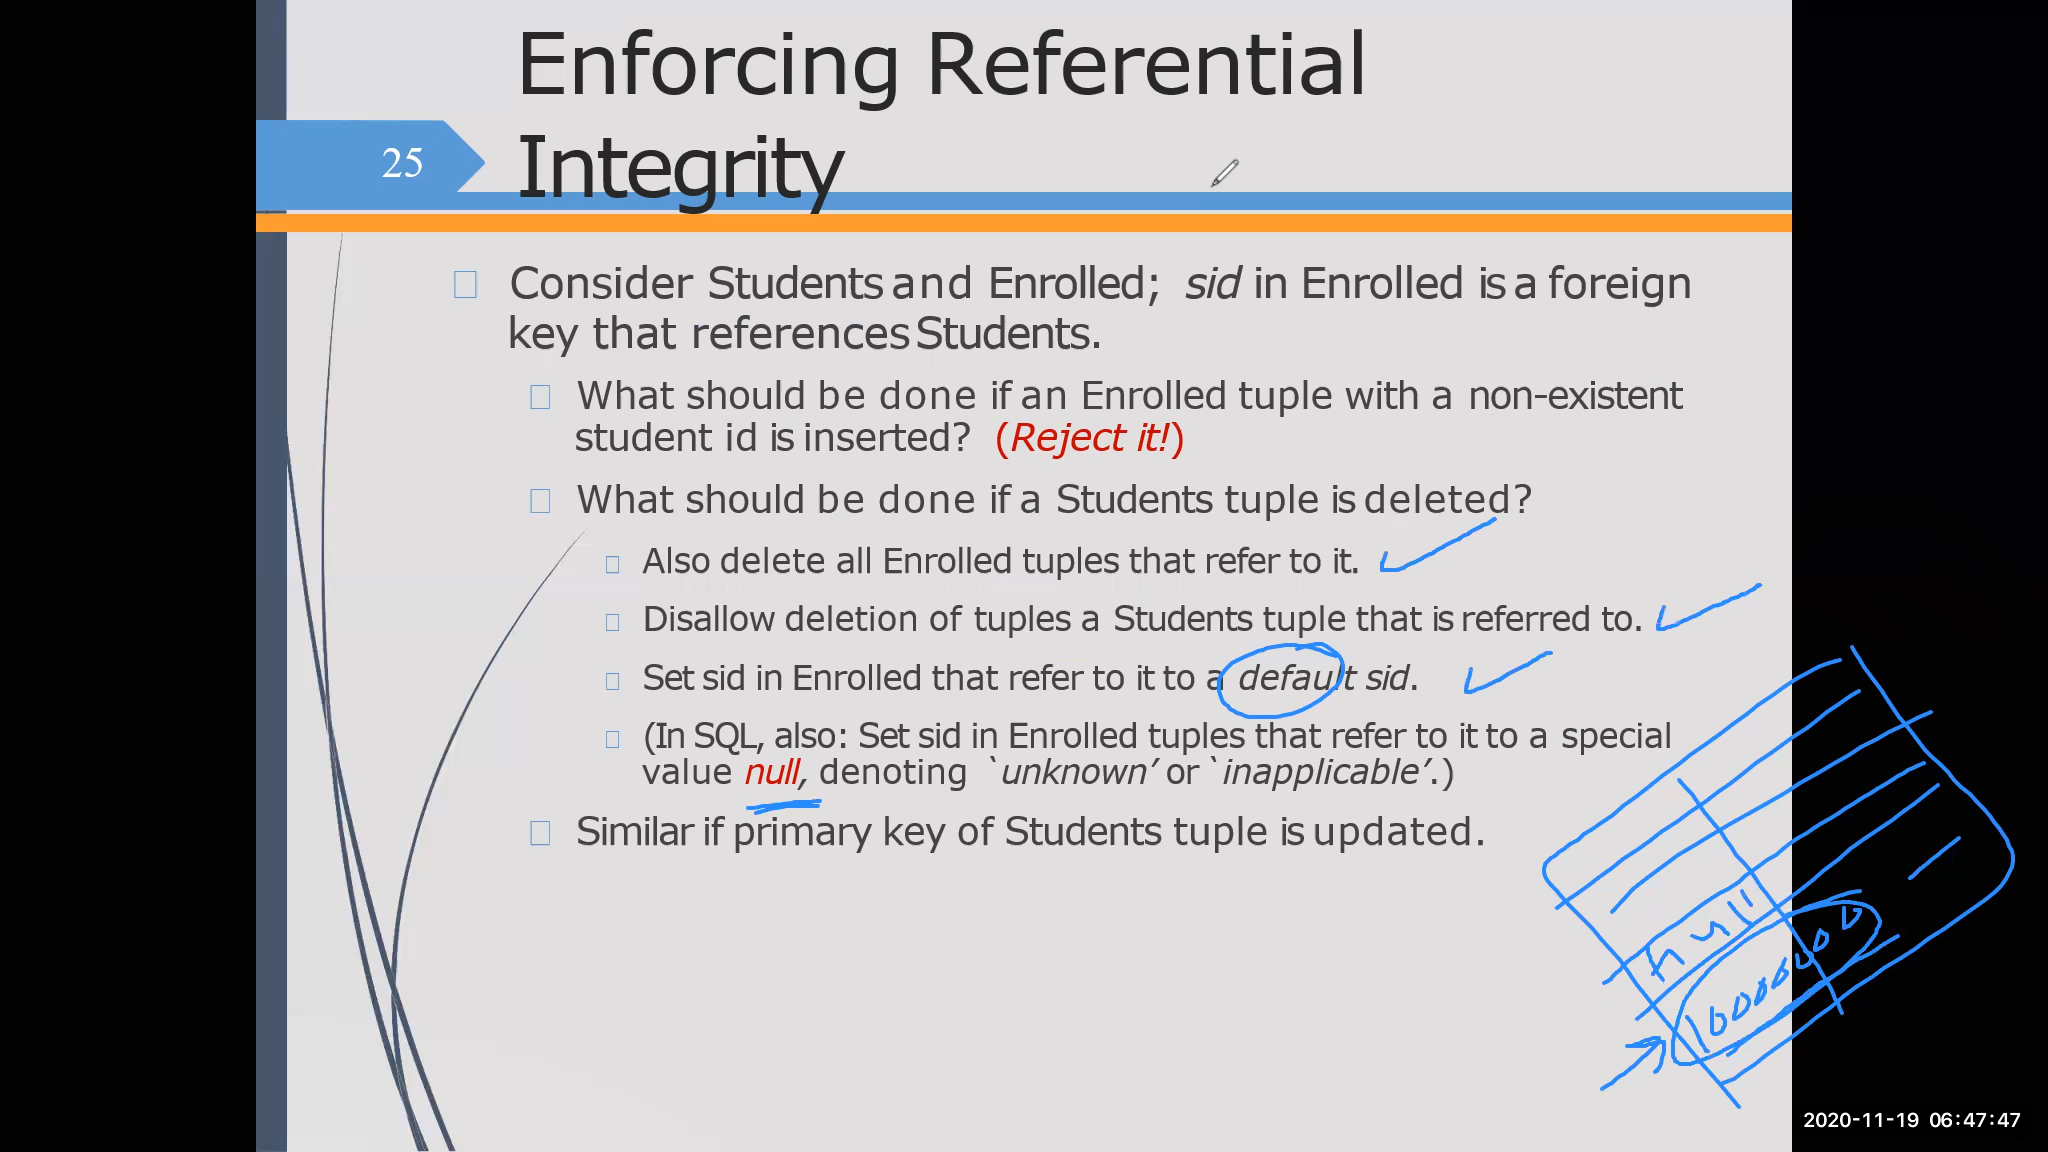 Enforcing Referential
Integrity
25
Consider Students and Enrolled; sid in Enrolled is a foreign
key that references Students.
What should be done if an Enrolled tuple with a non-existent
student id is inserted? (Reject it!)
What should be done if a Students tuple is deleted?
Also delete all Enrolled tuples that refer to it.
Disallow deletion of tuples a Students tuple that is referred to.
Set sid in Enrolled that refer to it to a default sid.
(In SQL, also: Set sid in Enrolled tuples that refer to it to a special
value null, denoting `unknown’ or `inapplicable’.)
Similar if primary key of Students tuple is updated.
null
2020-11-19 06:47:47